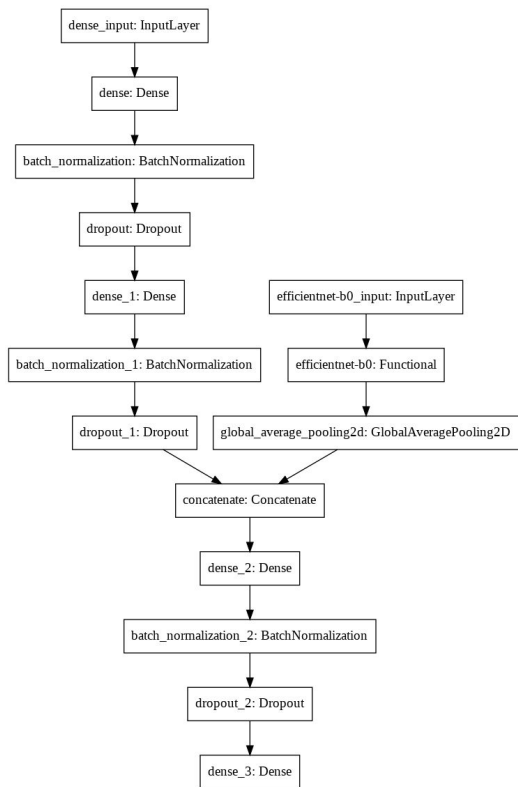 dense_input: InputLayer
dense: Dense
batch_normalization: BatchNormalization
dropout: Dropout
dense_1: Dense
efficientnet-b0_input: InputLayer
batch_normalization_1: BatchNormalization
efficientnet-b0: Functional
dropout_1: Dropout
global_average_pooling2d: GlobalAveragePooling2D
concatenate: Concatenate
dense_2: Dense
batch_normalization_2: BatchNormalization
dropout_2: Dropout
dense_3: Dense